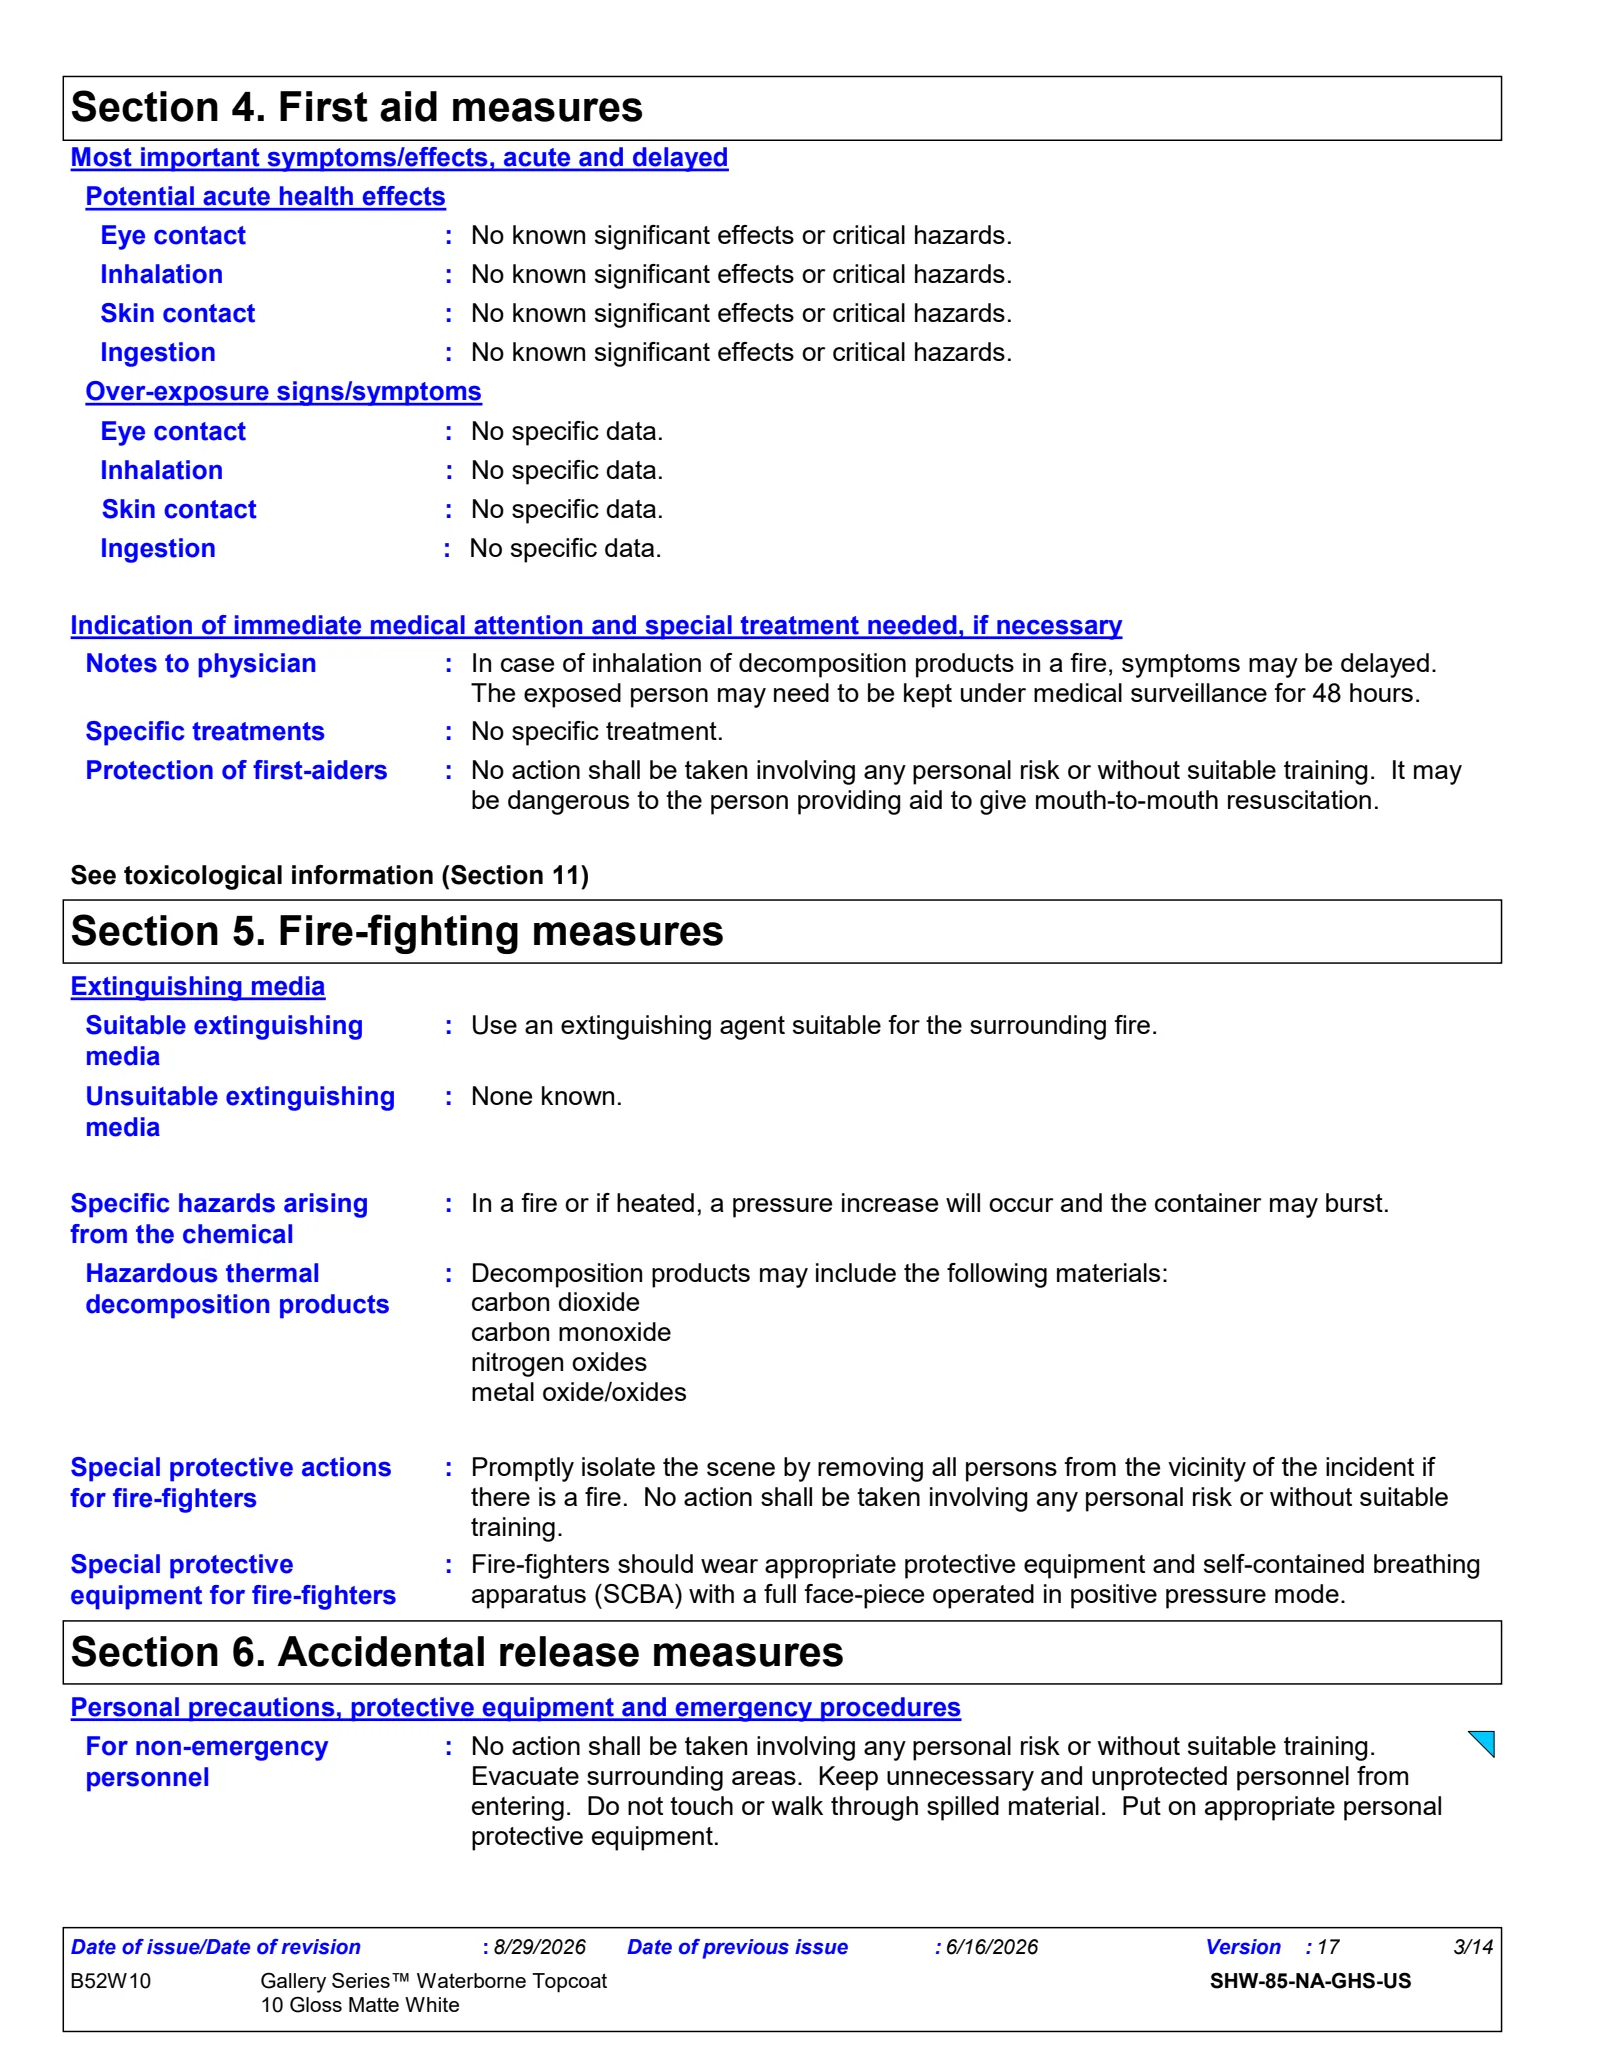 Section 4. First aid measures
Most important symptoms/effects, acute and delayed
Potential acute health effects
Eye contact : No known significant effects or critical hazards.
Inhalation : No known significant effects or critical hazards.
Skin contact : No known significant effects or critical hazards.
Ingestion : No known significant effects or critical hazards.
Over-exposure signs/symptoms
Eye contact : No specific data.
Inhalation : No specific data.
Skin contact : No specific data.
Ingestion : No specific data.
Indication of immediate medical attention and special treatment needed, if necessary
Notes to physician : In case of inhalation of decomposition products in a fire, symptoms may be delayed.
The exposed person may need to be kept under medical surveillance for 48 hours.
Specific treatments : No specific treatment.
Protection of first-aiders : No action shall be taken involving any personal risk or without suitable training. It may
be dangerous to the person providing aid to give mouth-to-mouth resuscitation.
See toxicological information (Section 11)
Section 5. Fire-fighting measures
Extinguishing media
Suitable extinguishing : Use an extinguishing agent suitable for the surrounding fire.
media
Unsuitable extinguishing : None known.
media
Specific hazards arising : In a fire or if heated, a pressure increase will occur and the container may burst.
from the chemical
Hazardous thermal : Decomposition products may include the following materials:
decomposition products carbon dioxide
carbon monoxide
nitrogen oxides
metal oxide/oxides
Special protective actions : Promptly isolate the scene by removing all persons from the vicinity of the incident if
for fire-fighters there is a fire. No action shall be taken involving any personal risk or without suitable
training.
Special protective : Fire-fighters should wear appropriate protective equipment and self-contained breathing
equipment for fire-fighters apparatus (SCBA) with a full face-piece operated in positive pressure mode.
Section 6. Accidental release measures
Personal precautions, protective equipment and emergency procedures
For non-emergency : No action shall be taken involving any personal risk or without suitable training.
personnel Evacuate surrounding areas. Keep unnecessary and unprotected personnel from
entering. Do not touch or walk through spilled material. Put on appropriate personal
protective equipment.
Date of issue/Date of revision : 8/29/2026 Date of previous issue : 6/16/2026 Version : 17 3/14
B52W10 Gallery Series™ Waterborne Topcoat SHW-85-NA-GHS-US
10 Gloss Matte White